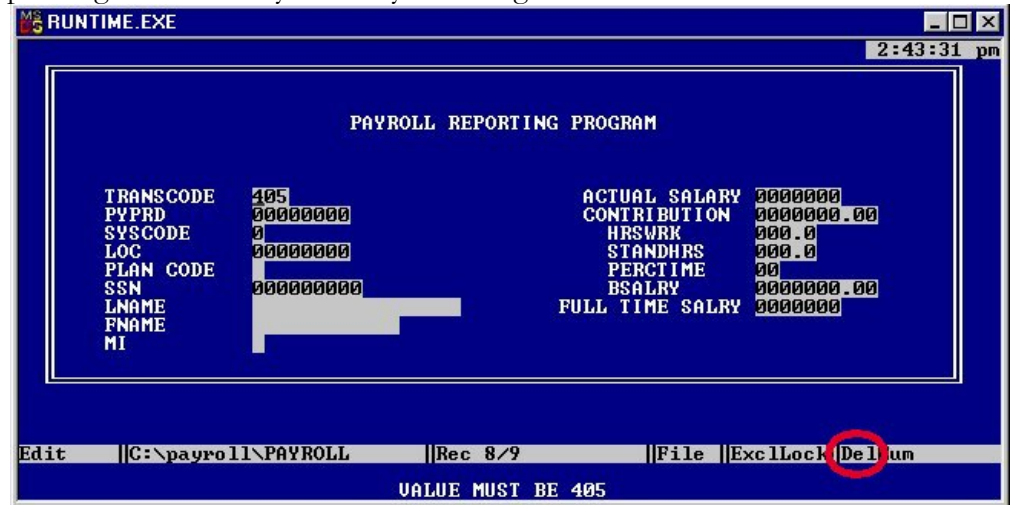 RUNTIME.EXE
2:43:31 pm
PAYROLL REPORTING PROGRAM
TRANSCODE 405 ACTUAL SALARY 0000000
PYPRD 00000000 CONTRIBUTION 0000000.00
SYSCODE 0 HRSWRK 000.0
LOC 00000000 STANDHRS 000.0
PLAN CODE PERCTIME 00
SSN 000000000 BSALRY 0000000.00
LNAME FULL TIME SALRY 0000000
FNAME
MI
Edit ||C:\payroll\PAYROLL ||Rec 8/9 ||File ||ExclLock||Del um
VALUE MUST BE 405